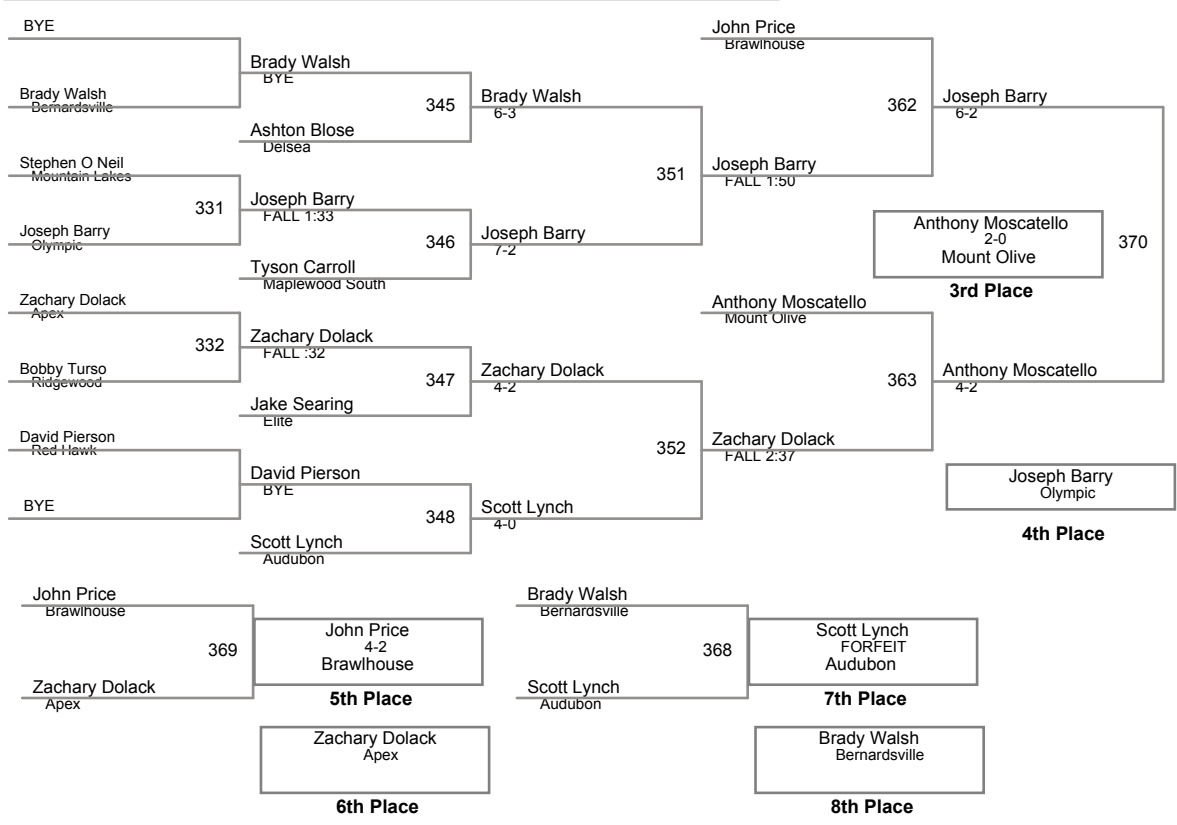 BYE
John Price
Brawlhouse
Brady Walsh
BYE
Brady Walsh
Bernardsville
345
Brady Walsh
6-3
362
Joseph Barry
6-2
Ashton Blose
Delsea
Stephen O Neil
Mountain Lakes
351
Joseph Barry
FALL 1:50
331
Joseph Barry
FALL 1:33
Joseph Barry
Olympic
346
Joseph Barry
7-2
Anthony Moscatello
2-0
Mount Olive
370
3rd Place
Tyson Carroll
Maplewood South
Zachary Dolack
Apex
Anthony Moscatello
Mount Olive
332
Zachary Dolack
FALL :32
Bobby Turso
Ridgewood
347
Zachary Dolack
4-2
363
Anthony Moscatello
4-2
Jake Searing
Elite
David Pierson
Red Hawk
352
Zachary Dolack
FALL 2:37
David Pierson
BYE
Joseph Barry
Olympic
4th Place
BYE
348
Scott Lynch
4-0
Scott Lynch
Audubon
John Price
Brawlhouse
369
John Price
4-2
Brawlhouse
5th Place
Zachary Dolack
Apex
Zachary Dolack
Apex
6th Place
Brady Walsh
Bernardsville
368
Scott Lynch
FORFEIT
Audubon
7th Place
Scott Lynch
Audubon
Brady Walsh
Bernardsville
8th Place